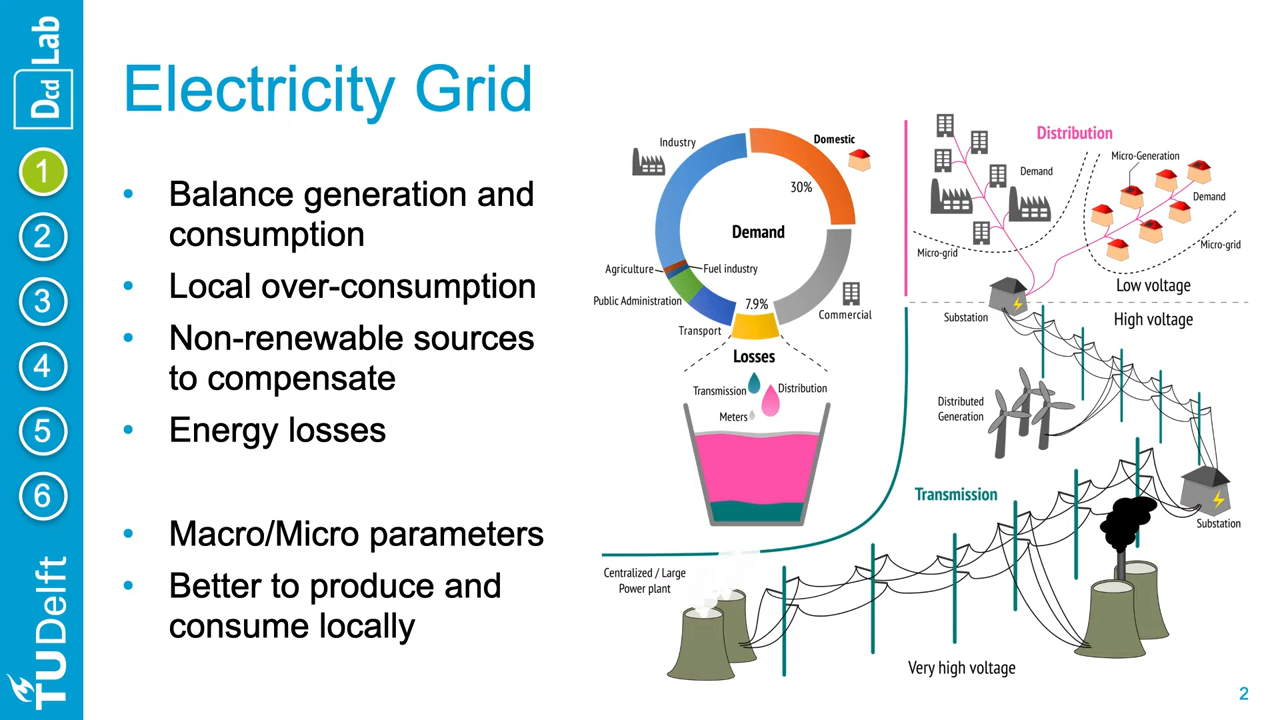 Dcd Lab
1
2
3
4
5
6
TUDelft
Electricity Grid
• Balance generation and
consumption
• Local over-consumption
• Non-renewable sources
to compensate
• Energy losses
• Macro/Micro parameters
• Better to produce and
consume locally
Industry
Domestic
30%
Demand
Agriculture
Fuel industry
Public Administration
Transport
7.9%
Commercial
Losses
Transmission
Distribution
Meters
Distribution
Micro-Generation
Demand
Demand
Micro-grid
Micro-grid
Low voltage
Substation
High voltage
Distributed
Generation
Transmission
Substation
Centralized / Large
Power plant
Very high voltage
2